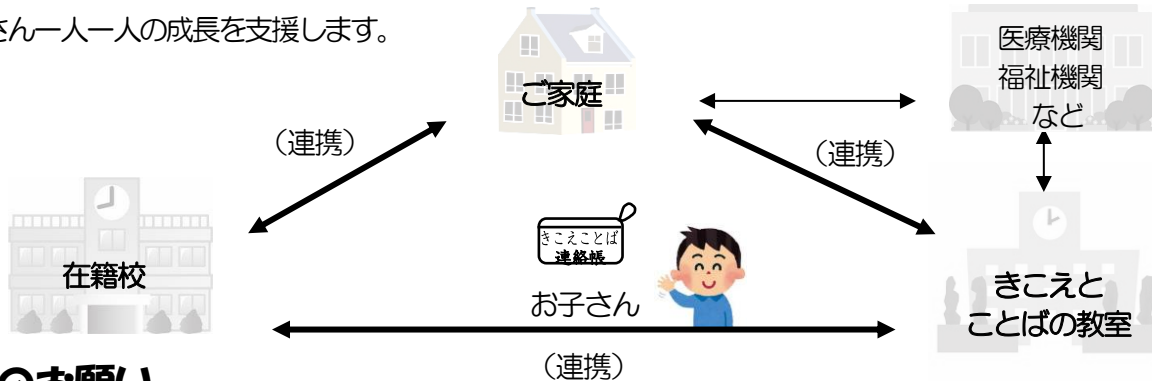 さん一人一人の成長を支援します。
医療機関
福祉機関
など
ご家庭
（連携）
（連携）
きこえことば
連絡帳
在籍校
お子さん
きこえと
ことばの教室
（連携）
のお願い